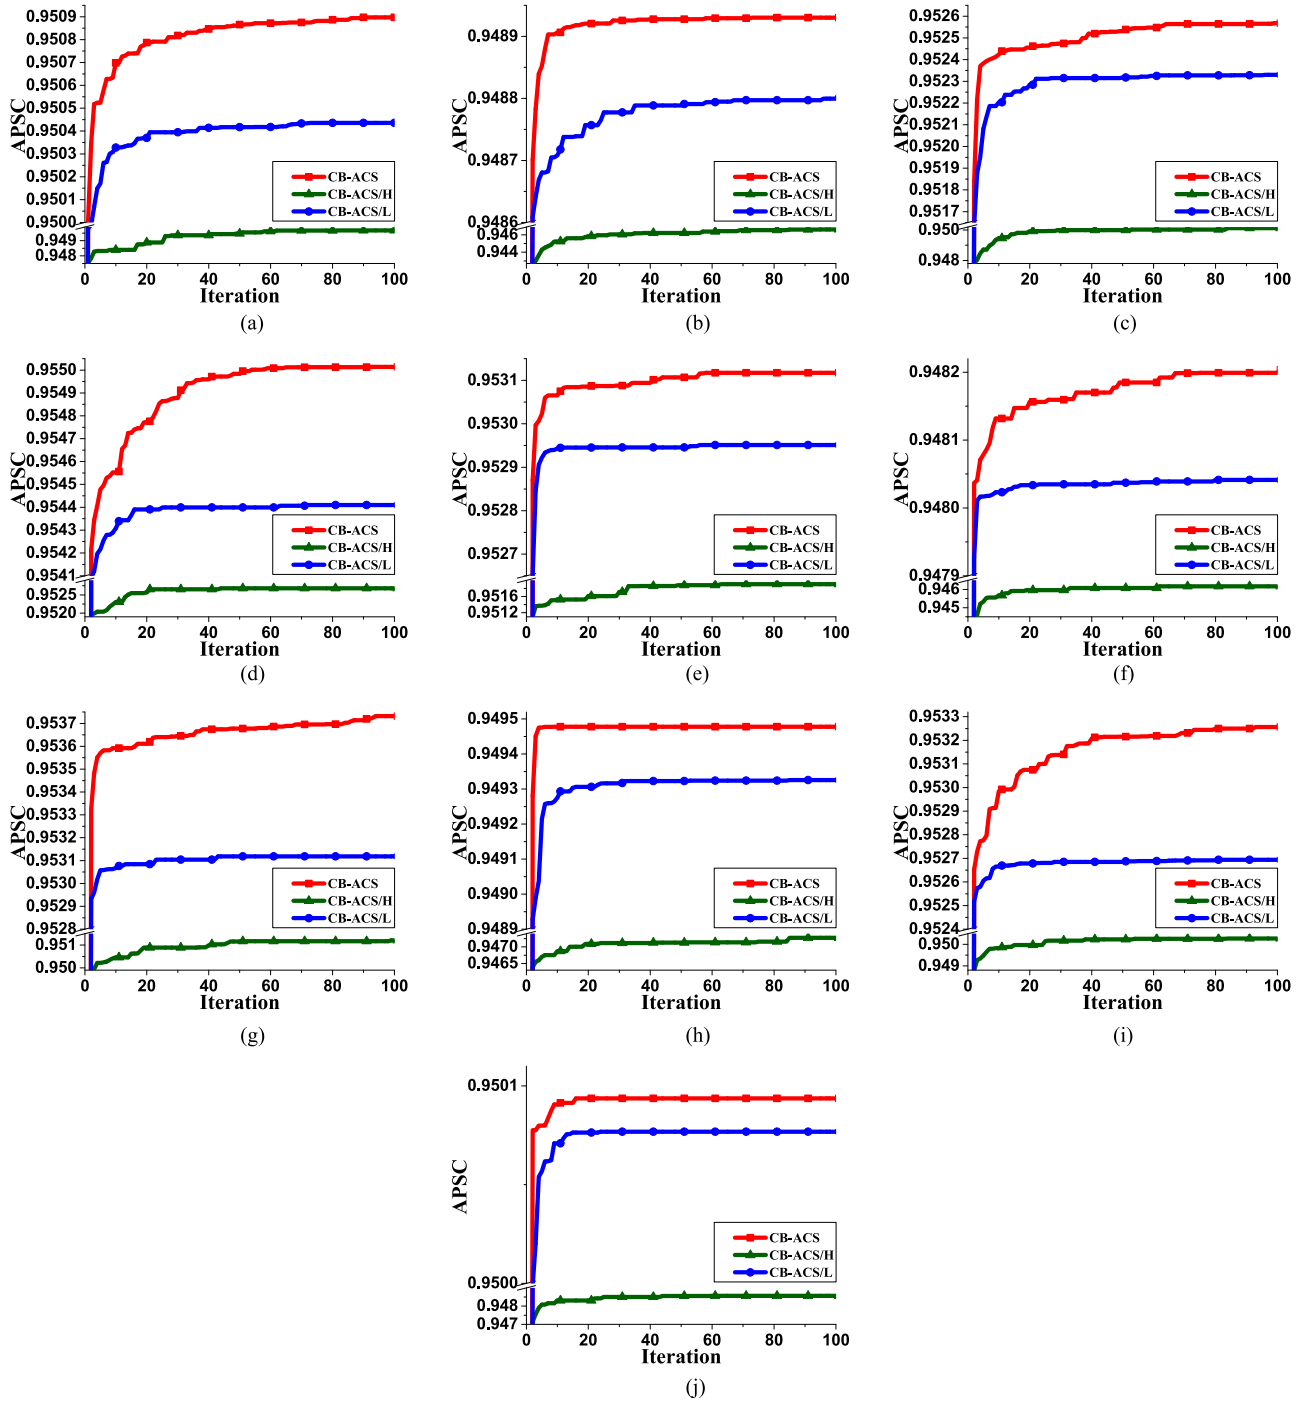 APSC
0.9509
0.9508
0.9507
0.9506
0.9505
0.9504
0.9503
0.9502
0.9501
0.9500
0.949
0.948
CB-ACS
CB-ACS/H
CB-ACS/L
0 20 40 60 80 100
Iteration
(a)
APSC
0.9489
0.9488
0.9487
0.9486
0.946
0.944
CB-ACS
CB-ACS/H
CB-ACS/L
0 20 40 60 80 100
Iteration
(b)
APSC
0.9526
0.9525
0.9524
0.9523
0.9522
0.9521
0.9520
0.9519
0.9518
0.9517
0.950
0.948
CB-ACS
CB-ACS/H
CB-ACS/L
0 20 40 60 80 100
Iteration
(c)
APSC
0.9550
0.9549
0.9548
0.9547
0.9546
0.9545
0.9544
0.9543
0.9542
0.9541
0.9525
0.9520
CB-ACS
CB-ACS/H
CB-ACS/L
0 20 40 60 80 100
Iteration
(d)
APSC
0.9531
0.9530
0.9529
0.9528
0.9527
0.9516
0.9512
CB-ACS
CB-ACS/H
CB-ACS/L
0 20 40 60 80 100
Iteration
(e)
APSC
0.9482
0.9481
0.9480
0.9479
0.946
0.945
CB-ACS
CB-ACS/H
CB-ACS/L
0 20 40 60 80 100
Iteration
(f)
APSC
0.9537
0.9536
0.9535
0.9534
0.9533
0.9532
0.9531
0.9530
0.9529
0.9528
0.951
0.950
CB-ACS
CB-ACS/H
CB-ACS/L
0 20 40 60 80 100
Iteration
(g)
APSC
0.9495
0.9494
0.9493
0.9492
0.9491
0.9490
0.9489
0.9470
0.9465
CB-ACS
CB-ACS/H
CB-ACS/L
0 20 40 60 80 100
Iteration
(h)
APSC
0.9533
0.9532
0.9531
0.9530
0.9529
0.9528
0.9527
0.9526
0.9525
0.9524
0.950
0.949
CB-ACS
CB-ACS/H
CB-ACS/L
0 20 40 60 80 100
Iteration
(i)
APSC
0.9501
0.9500
0.948
0.947
CB-ACS
CB-ACS/H
CB-ACS/L
0 20 40 60 80 100
Iteration
(j)